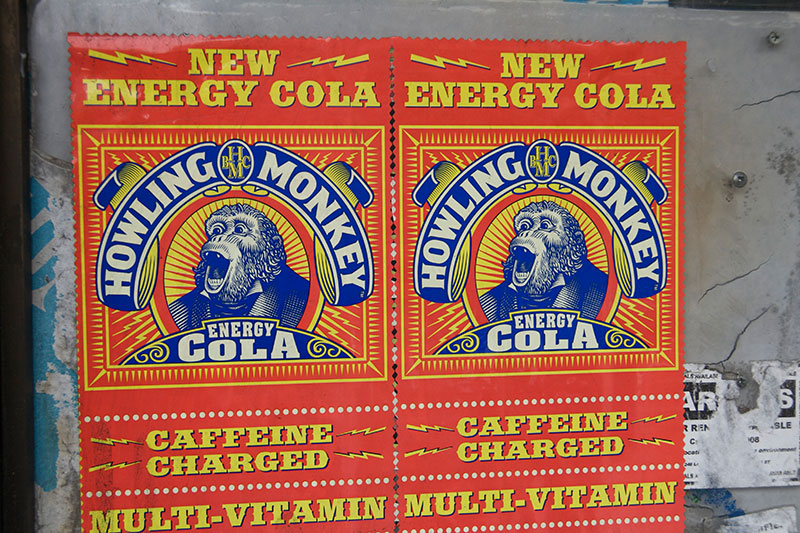 NEW
ENERGY COLA
HOWLING MONKEY
BHMC
ENERGY
COLA
CAFFEINE
CHARGED
MULTI-VITAMIN
NEW
ENERGY COLA
HOWLING MONKEY
BHMC
ENERGY
COLA
CAFFEINE
CHARGED
MULTI-VITAMIN